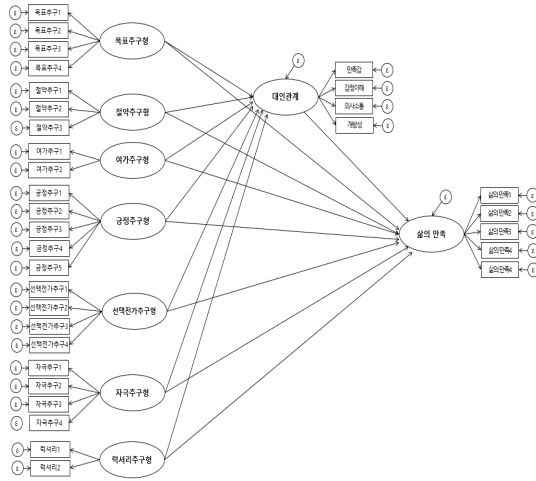 ε 목표추구1
ε 목표추구2
ε 목표추구3
ε 목표추구4
목표추구형
ε 절약추구1
ε 절약추구2
ε 절약추구3
절약추구형
ε 여가추구1
ε 여가추구2
여가추구형
ε 긍정추구1
ε 긍정추구2
ε 긍정추구3
ε 긍정추구4
ε 긍정추구5
긍정추구형
ε 선택전가추구1
ε 선택전가추구2
ε 선택전가추구3
ε 선택전가추구4
선택전가추구형
ε 자극추구1
ε 자극추구2
ε 자극추구3
ε 자극추구4
자극추구형
ε 럭셔리1
ε 럭셔리2
럭셔리추구형
ε
대인관계
만족감 ε
감정이해 ε
의사소통 ε
개방성 ε
ε
삶의 만족
삶의만족1 ε
삶의만족2 ε
삶의만족3 ε
삶의만족4 ε
삶의만족4 ε